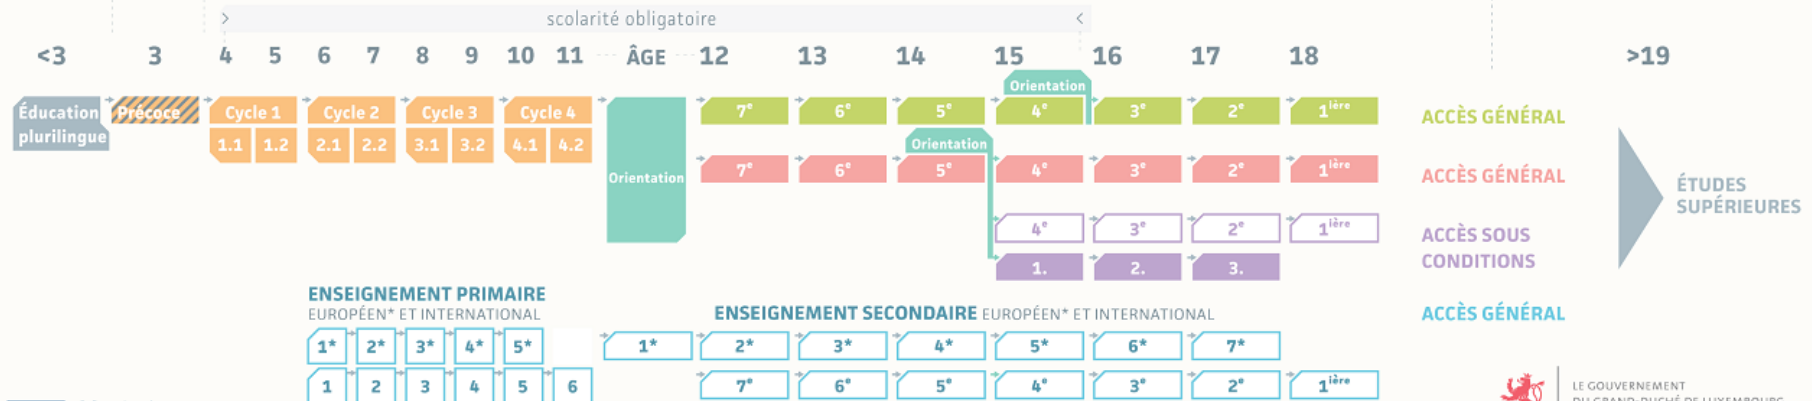 > scolarité obligatoire <
<3 3 4 5 6 7 8 9 10 11 ÂGE 12 13 14 15 16 17 18 >19
Orientation
Éducation plurilingue
Précoce
Cycle 1 Cycle 2 Cycle 3 Cycle 4
1.1 1.2 2.1 2.2 3.1 3.2 4.1 4.2
Orientation
7e 6e 5e 4e 3e 2e 1ière ACCÈS GÉNÉRAL
Orientation
7e 6e 5e 4e 3e 2e 1ière ACCÈS GÉNÉRAL
4e 3e 2e 1ière ACCÈS SOUS
1. 2. 3. CONDITIONS
ÉTUDES
SUPÉRIEURES
ENSEIGNEMENT PRIMAIRE
EUROPÉEN* ET INTERNATIONAL
ENSEIGNEMENT SECONDAIRE EUROPÉEN* ET INTERNATIONAL ACCÈS GÉNÉRAL
1* 2* 3* 4* 5* 1* 2* 3* 4* 5* 6* 7*
1 2 3 4 5 6 7e 6e 5e 4e 3e 2e 1ière
LE GOUVERNEMENT
DU GRAND-DUCHÉ DE LUXEMBOURG